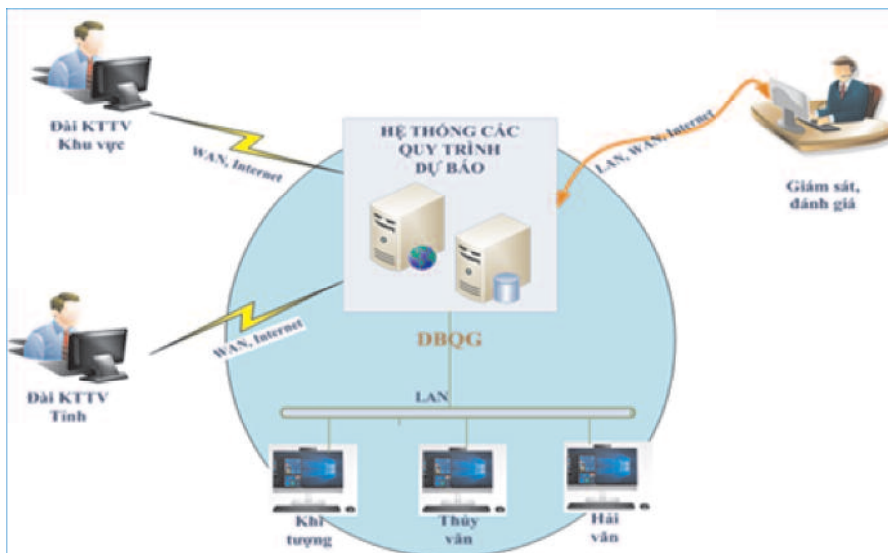 Đài KTTV
Khu vực
WAN, Internet
HỆ THỐNG CÁC
QUY TRÌNH
DỰ BÁO
LAN, WAN, Internet
Giám sát,
đánh giá
Đài KTTV
Tỉnh
WAN, Internet
DBQG
LAN
Khí
tượng
Thủy
văn
Hải
văn